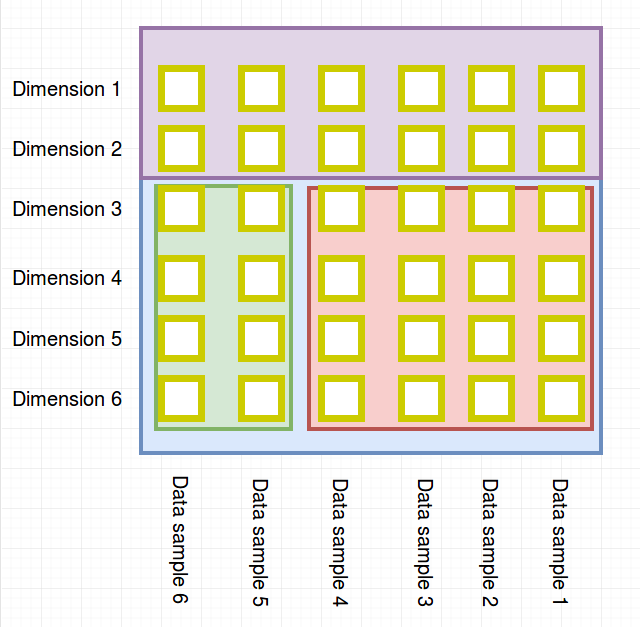 Dimension 1
Dimension 2
Dimension 3
Dimension 4
Dimension 5
Dimension 6
Data sample 6
Data sample 5
Data sample 4
Data sample 3
Data sample 2
Data sample 1